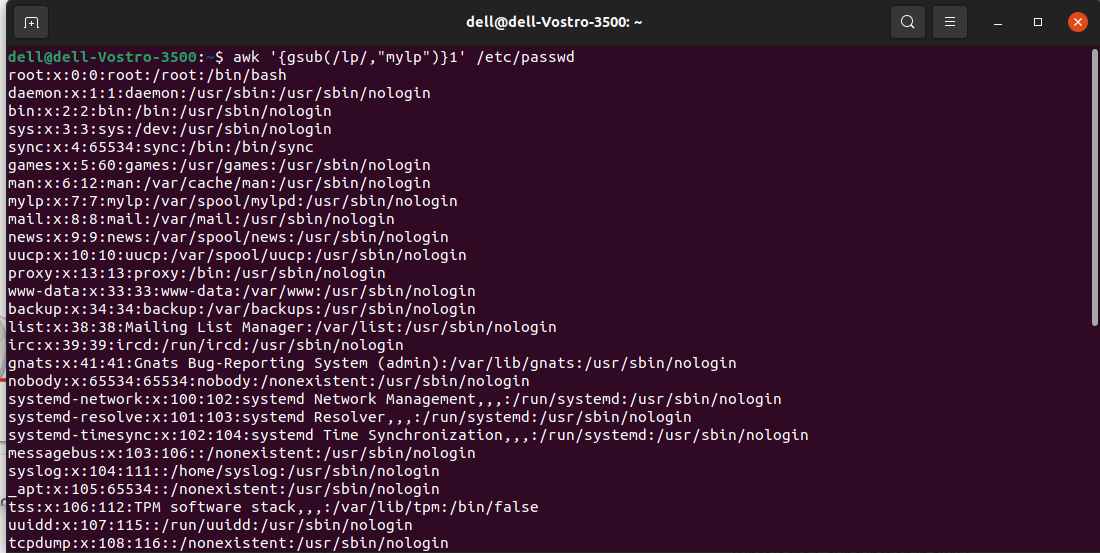 dell@dell-Vostro-3500: ~
dell@dell-Vostro-3500:~$ awk '{gsub(/lp/,"mylp")}1' /etc/passwd
root:x:0:0:root:/root:/bin/bash
daemon:x:1:1:daemon:/usr/sbin:/usr/sbin/nologin
bin:x:2:2:bin:/bin:/usr/sbin/nologin
sys:x:3:3:sys:/dev:/usr/sbin/nologin
sync:x:4:65534:sync:/bin:/bin/sync
games:x:5:60:games:/usr/games:/usr/sbin/nologin
man:x:6:12:man:/var/cache/man:/usr/sbin/nologin
mylp:x:7:7:mylp:/var/spool/mylpd:/usr/sbin/nologin
mail:x:8:8:mail:/var/mail:/usr/sbin/nologin
news:x:9:9:news:/var/spool/news:/usr/sbin/nologin
uucp:x:10:10:uucp:/var/spool/uucp:/usr/sbin/nologin
proxy:x:13:13:proxy:/bin:/usr/sbin/nologin
www-data:x:33:33:www-data:/var/www:/usr/sbin/nologin
backup:x:34:34:backup:/var/backups:/usr/sbin/nologin
list:x:38:38:Mailing List Manager:/var/list:/usr/sbin/nologin
irc:x:39:39:ircd:/run/ircd:/usr/sbin/nologin
gnats:x:41:41:Gnats Bug-Reporting System (admin):/var/lib/gnats:/usr/sbin/nologin
nobody:x:65534:65534:nobody:/nonexistent:/usr/sbin/nologin
systemd-network:x:100:102:systemd Network Management,,,:/run/systemd:/usr/sbin/nologin
systemd-resolve:x:101:103:systemd Resolver,,,:/run/systemd:/usr/sbin/nologin
systemd-timesync:x:102:104:systemd Time Synchronization,,,:/run/systemd:/usr/sbin/nologin
messagebus:x:103:106::/nonexistent:/usr/sbin/nologin
syslog:x:104:111::/home/syslog:/usr/sbin/nologin
_apt:x:105:65534::/nonexistent:/usr/sbin/nologin
tss:x:106:112:TPM software stack,,,:/var/lib/tpm:/bin/false
uuidd:x:107:115::/run/uuidd:/usr/sbin/nologin
tcpdump:x:108:116::/nonexistent:/usr/sbin/nologin